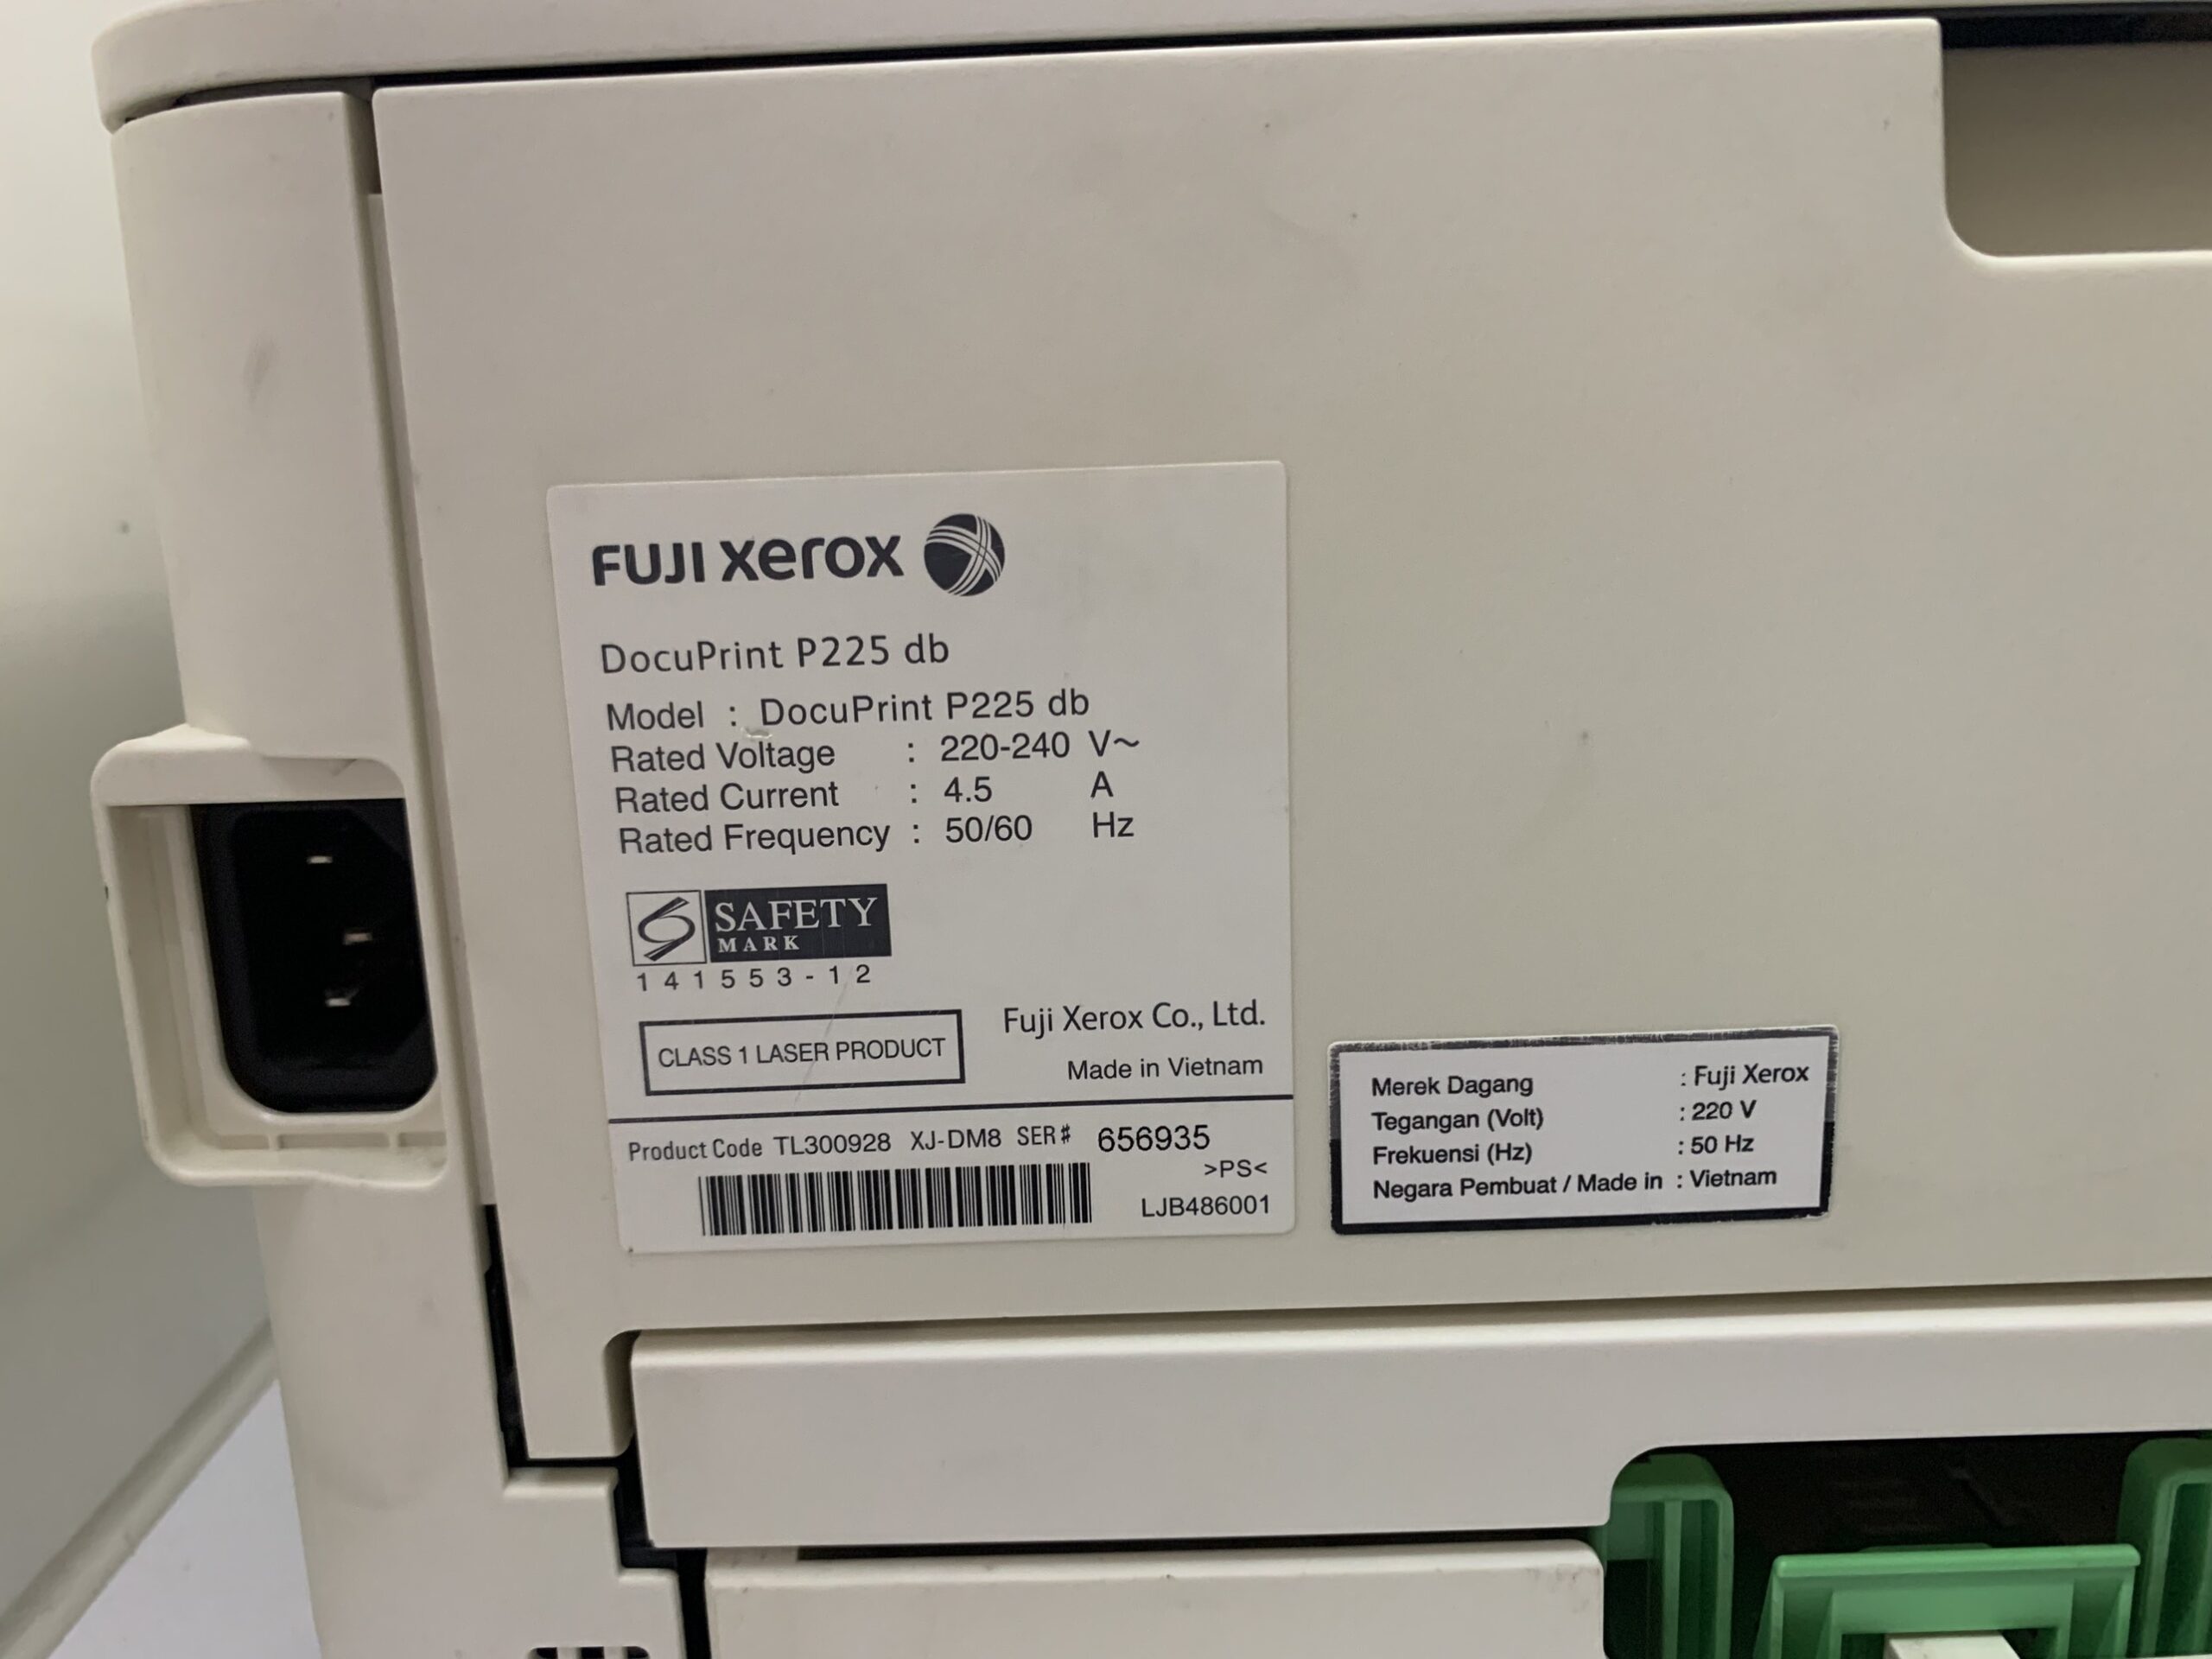 FUJI xerox
DocuPrint P225 db
Model : DocuPrint P225 db
Rated Voltage : 220-240 V~
Rated Current : 4.5 A
Rated Frequency : 50/60 Hz
SAFETY
MARK
141553-12
CLASS 1 LASER PRODUCT
Fuji Xerox Co., Ltd.
Made in Vietnam
Product Code TL300928 XJ-DM8 SER# 656935
>PS<
LJB486001
Merek Dagang : Fuji Xerox
Tegangan (Volt) : 220 V
Frekuensi (Hz) : 50 Hz
Negara Pembuat / Made in : Vietnam